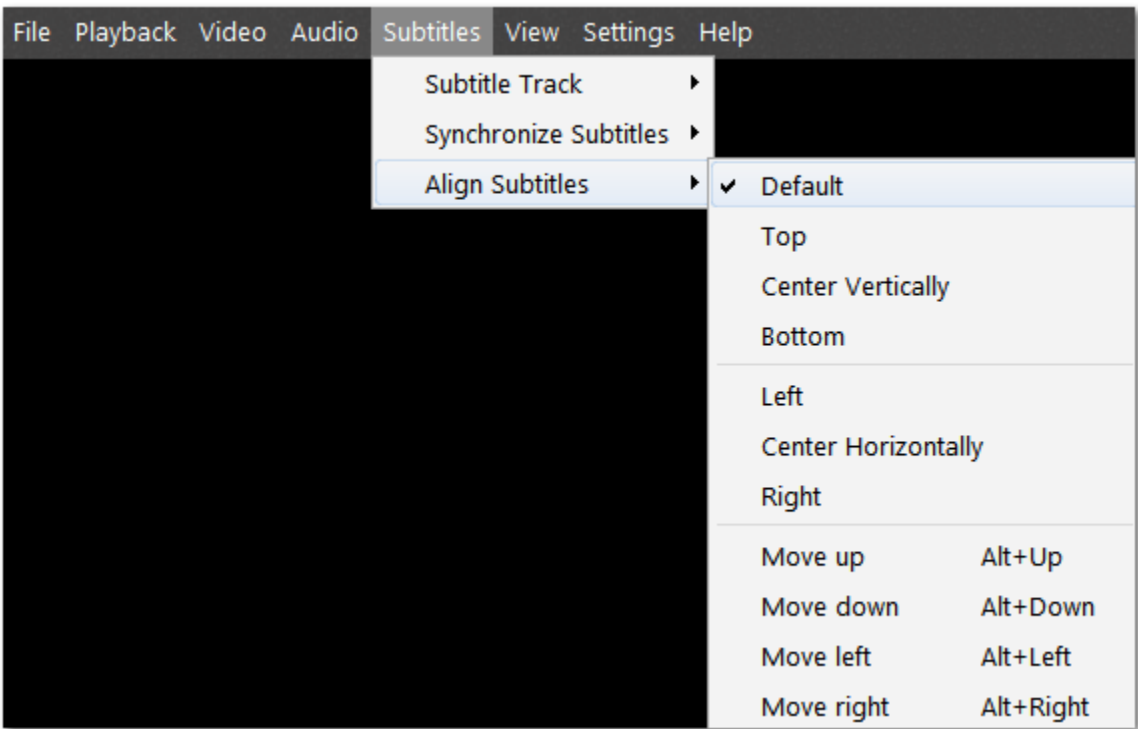 File Playback Video Audio Subtitles View Settings Help
Subtitle Track
Synchronize Subtitles
Align Subtitles
Default
Top
Center Vertically
Bottom
Left
Center Horizontally
Right
Move up Alt+Up
Move down Alt+Down
Move left Alt+Left
Move right Alt+Right